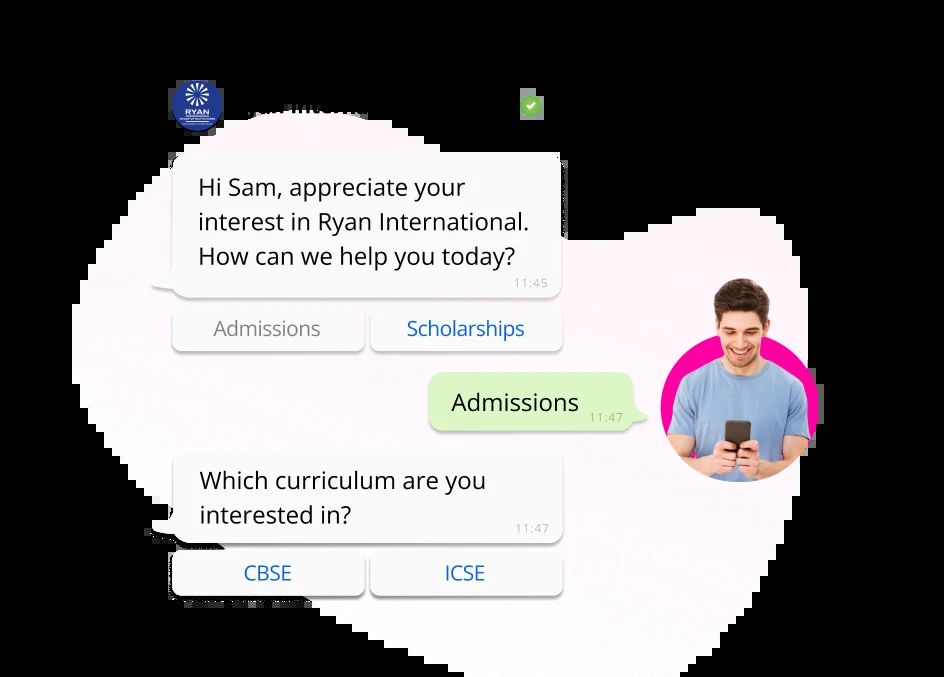 RYAN
Hi Sam, appreciate your
interest in Ryan International.
How can we help you today?
11:45
Admissions
Scholarships
Admissions
11:47
Which curriculum are you
interested in?
11:47
CBSE
ICSE